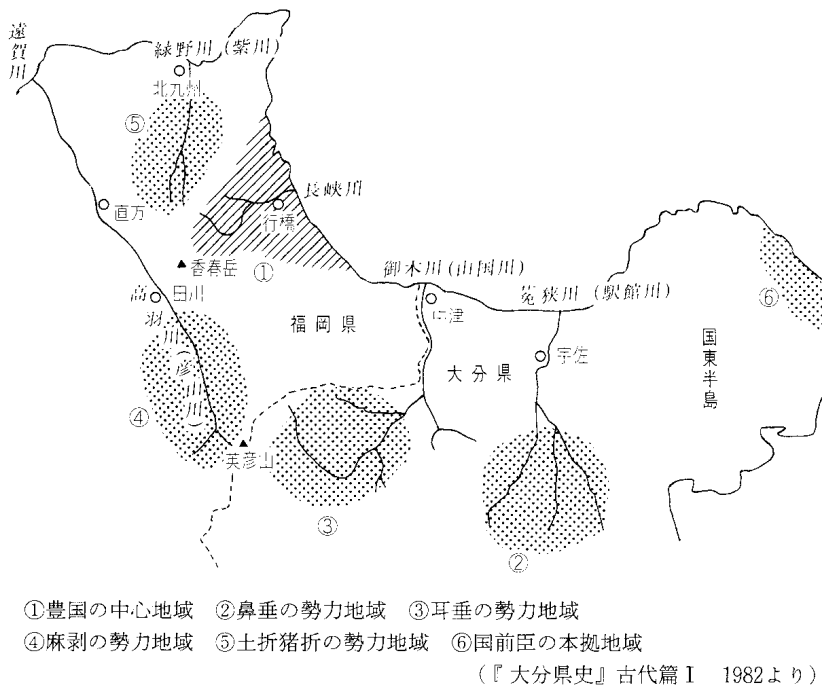 遠賀川
緑野川(紫川)
北九州
⑤
長峡川
直方
行橋
香春岳
①
御木川(山国川)
菟狭川(駅館川)
⑥
高羽川(彦山川)
田川
福岡県
中津
宇佐
大分県
国東半島
④
英彦山
③
②
①豊国の中心地域 ②鼻垂の勢力地域 ③耳垂の勢力地域
④麻剥の勢力地域 ⑤土折猪折の勢力地域 ⑥国前臣の本拠地域
(『大分県史』古代篇Ⅰ 1982より)